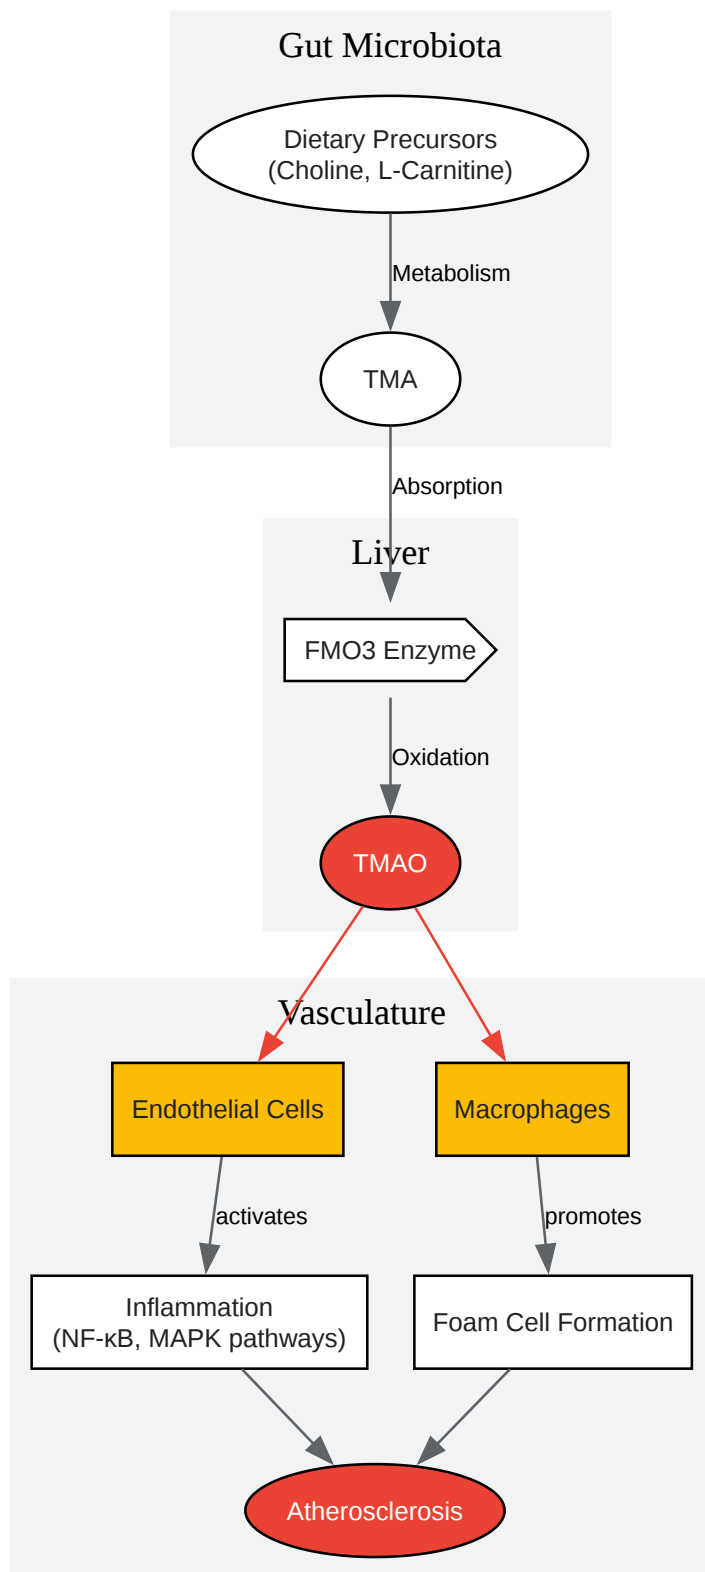 Gut Microbiota
Dietary Precursors
(Choline, L-Carnitine)
Metabolism
TMA
Absorption
Liver
FMO3 Enzyme
Oxidation
TMAO
Vasculature
Endothelial Cells
Macrophages
activates
promotes
Inflammation
(NF-κB, MAPK pathways)
Foam Cell Formation
Atherosclerosis